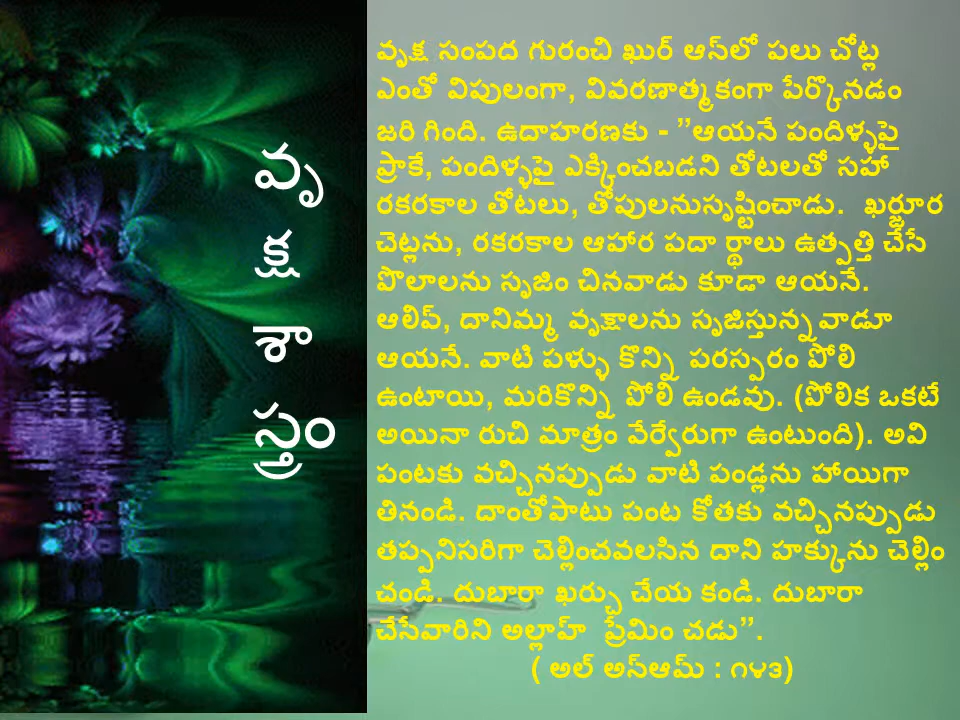 వృ
క్ష
శా
స్త్రం
వృక్ష సంపద గురంచి ఖుర్ ఆన్‌లో పలు చోట్ల
ఎంతో విపులంగా, వివరణాత్మకంగా పేర్కొనడం
జరి గింది. ఉదాహరణకు - ”ఆయనే పందిళ్ళపై
ప్రాకే, పందిళ్ళపై ఎక్కించబడని తోటలతో సహా
రకరకాల తోటలు, తోపులనుసృష్టించాడు. ఖర్జూర
చెట్లను, రకరకాల ఆహార పదా ర్థాలు ఉత్పత్తి చేసే
పొలాలను సృజిం చినవాడు కూడా ఆయనే.
ఆలివ్, దానిమ్మ వృక్షాలను సృజిస్తున్నవాడూ
ఆయనే. వాటి పళ్ళు కొన్ని పరస్పరం పోలి
ఉంటాయి, మరికొన్ని పోలి ఉండవు. (పోలిక ఒకటే
అయినా రుచి మాత్రం వేర్వేరుగా ఉంటుంది). అవి
పంటకు వచ్చినప్పుడు వాటి పండ్లను హాయిగా
తినండి. దాంతోపాటు పంట కోతకు వచ్చినప్పుడు
తప్పనిసరిగా చెల్లించవలసిన దాని హక్కును చెల్లిం
చండి. దుబారా ఖర్చు చేయ కండి. దుబారా
చేసేవారిని అల్లాహ్ ప్రేమిం చడు”.
( అల్ అన్ఆమ్ : ౧౪౩)